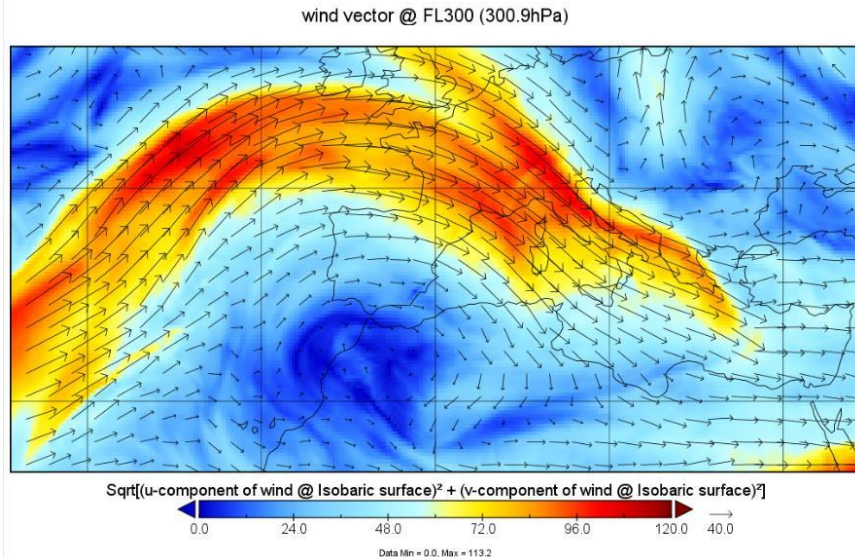 wind vector @ FL300 (300.9hPa)
Sqrt[(u-component of wind @ Isobaric surface)² + (v-component of wind @ Isobaric surface)²]
0.0 24.0 48.0 72.0 96.0 120.0 40.0
Data Min = 0.0, Max = 113.2